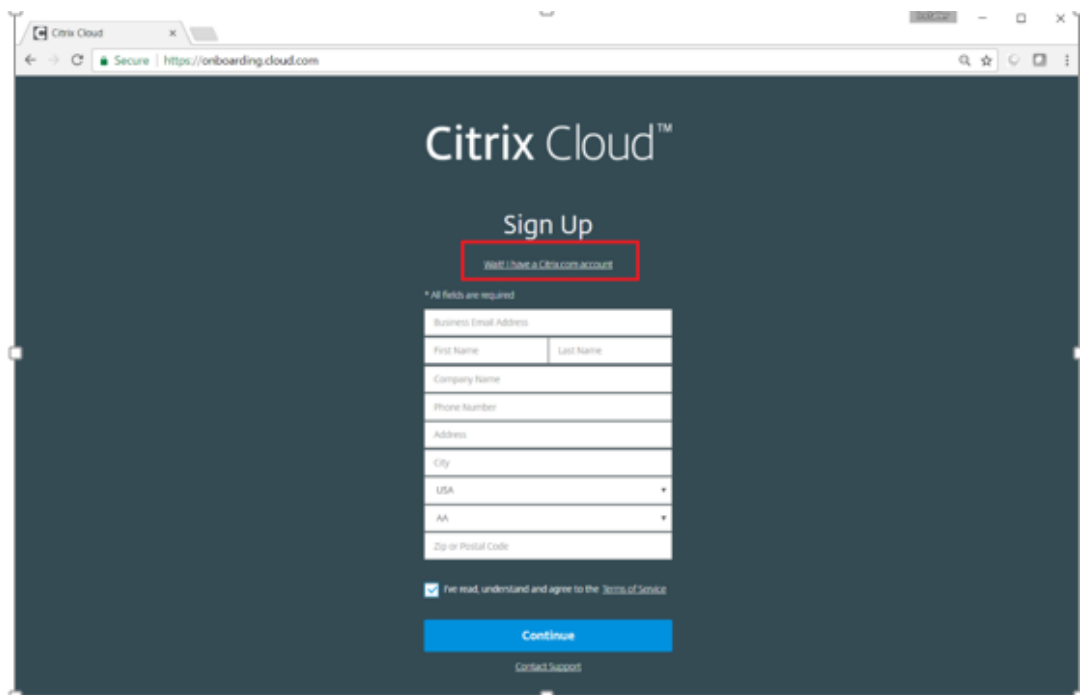 Citrix Cloud
Secure | https://onboarding.cloud.com
Citrix Cloud™
Sign Up
Wait! I have a Citrix.com account
* All fields are required
Business Email Address
First Name Last Name
Company Name
Phone Number
Address
City
USA
AA
Zip or Postal Code
I've read, understand and agree to the Terms of Service
Continue
Contact Support